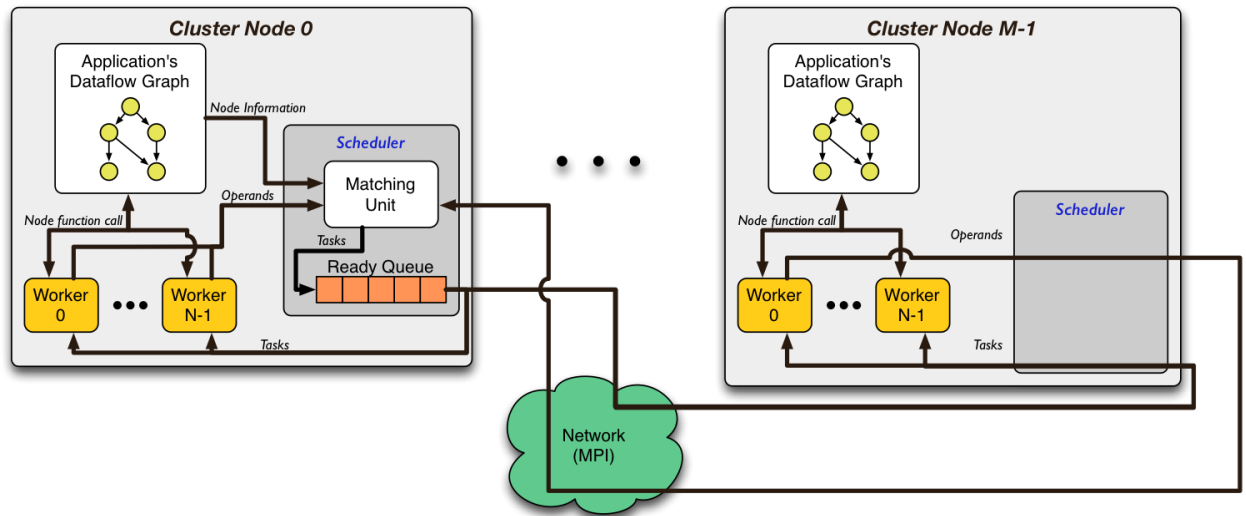 Cluster Node 0
Application's
Dataflow Graph
Node Information
Scheduler
Matching
Unit
Operands
Node function call
Tasks
Ready Queue
Worker
0
Worker
N-1
Tasks
Network
(MPI)
Cluster Node M-1
Application's
Dataflow Graph
Scheduler
Node function call
Operands
Worker
0
Worker
N-1
Tasks